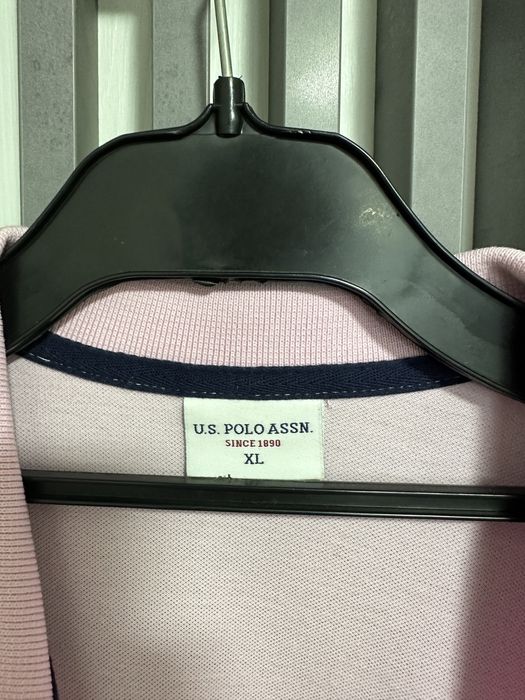 U.S. POLO ASSN.
SINCE 1890
XL